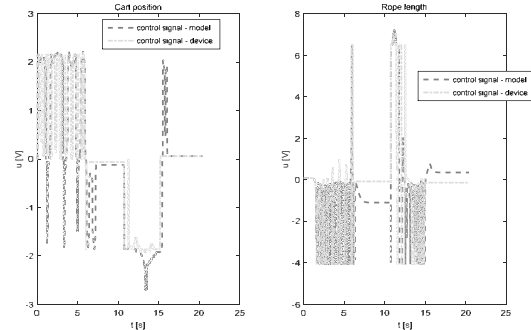 Cart position
control signal - model
control signal - device
u [V]
3
2
1
0
-1
-2
-3
0
5
10
15
20
25
t [s]
Rope length
control signal - model
control signal - device
u [V]
8
6
4
2
0
-2
-4
-6
0
5
10
15
20
25
t [s]